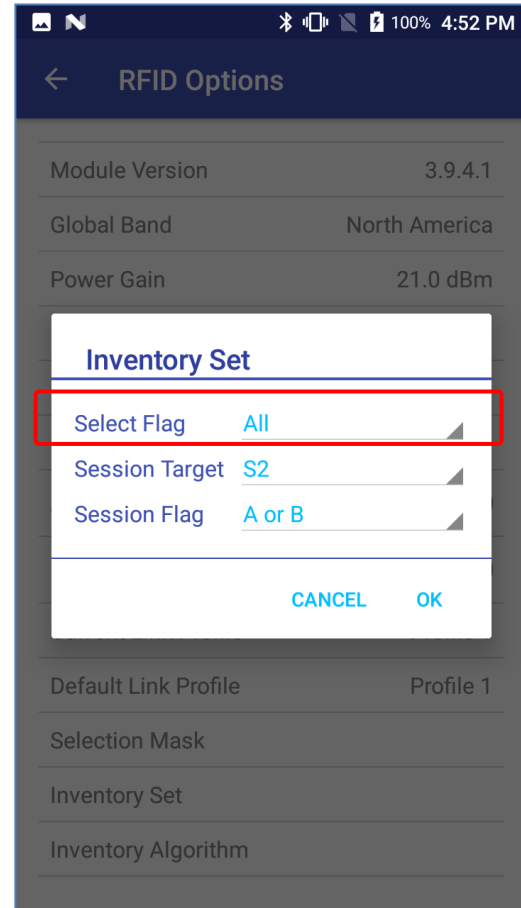 100% 4:52 PM
RFID Options
Module Version 3.9.4.1
Global Band North America
Power Gain 21.0 dBm
Inventory Set
Select Flag All
Session Target S2
Session Flag A or B
CANCEL OK
Default Link Profile Profile 1
Selection Mask
Inventory Set
Inventory Algorithm